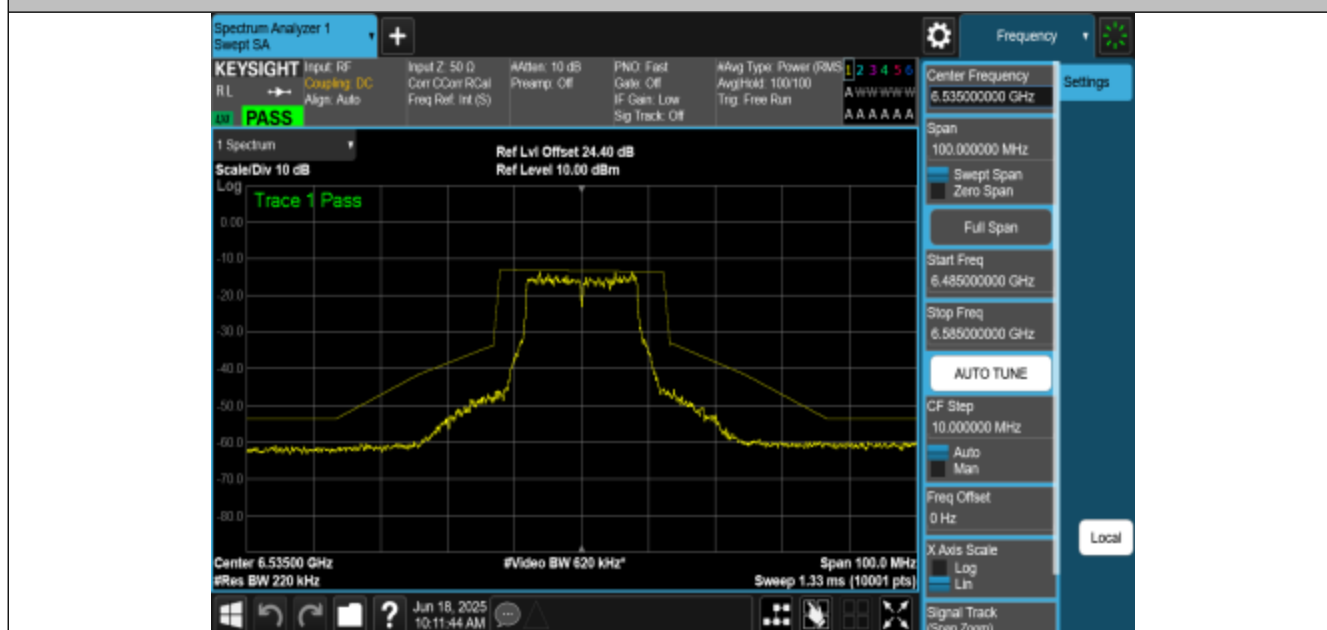 Spectrum Analyzer 1
Swept SA
+
Frequency
KEYSIGHT
RL
PASS
Input: RF
Coupling: DC
Align: Auto
Input Z: 50 Ω
Corr CCorr RCal
Freq Ref: Int (S)
#Atten: 10 dB
Preamp: Off
PNO: Fast
Gate: Off
IF Gain: Low
Sig Track: Off
#Avg Type: Power (RMS
Avg|Hold: 100/100
Trig: Free Run
1 2 3 4 5 6
A W W W W W
A A A A A A
Center Frequency
6.535000000 GHz
Settings
Span
100.000000 MHz
Swept Span
Zero Span
Full Span
Start Freq
6.485000000 GHz
Stop Freq
6.585000000 GHz
AUTO TUNE
CF Step
10.000000 MHz
Auto
Man
Freq Offset
0 Hz
X Axis Scale
Log
Lin
Signal Track
(Span Zoom)
Local
1 Spectrum
Scale/Div 10 dB
Ref Lvl Offset 24.40 dB
Ref Level 10.00 dBm
Log
Trace 1 Pass
0.00
-10.0
-20.0
-30.0
-40.0
-50.0
-60.0
-70.0
-80.0
Center 6.53500 GHz
#Video BW 620 kHz*
Span 100.0 MHz
#Res BW 220 kHz
Sweep 1.33 ms (10001 pts)
?
Jun 18, 2025
10:11:44 AM